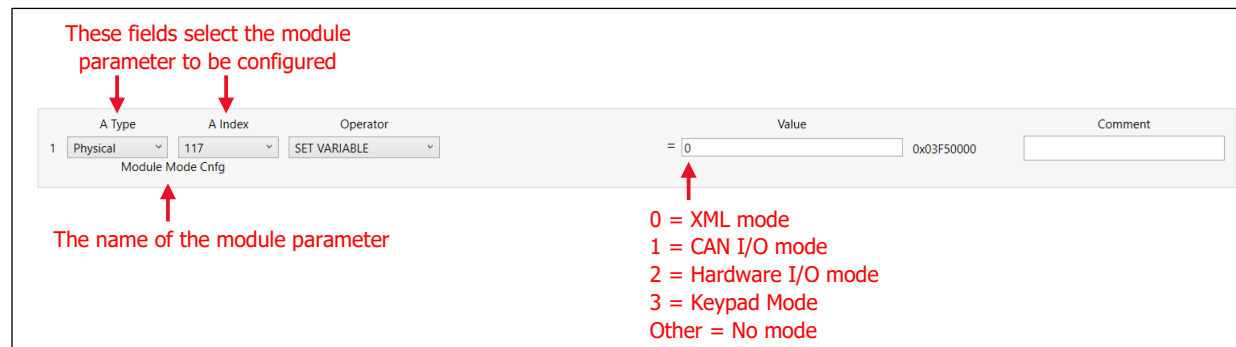 These fields select the module
parameter to be configured
A Type A Index Operator Value Comment
1 Physical 117 SET VARIABLE = 0 0x03F50000
Module Mode Cnfg
The name of the module parameter
0 = XML mode
1 = CAN I/O mode
2 = Hardware I/O mode
3 = Keypad Mode
Other = No mode